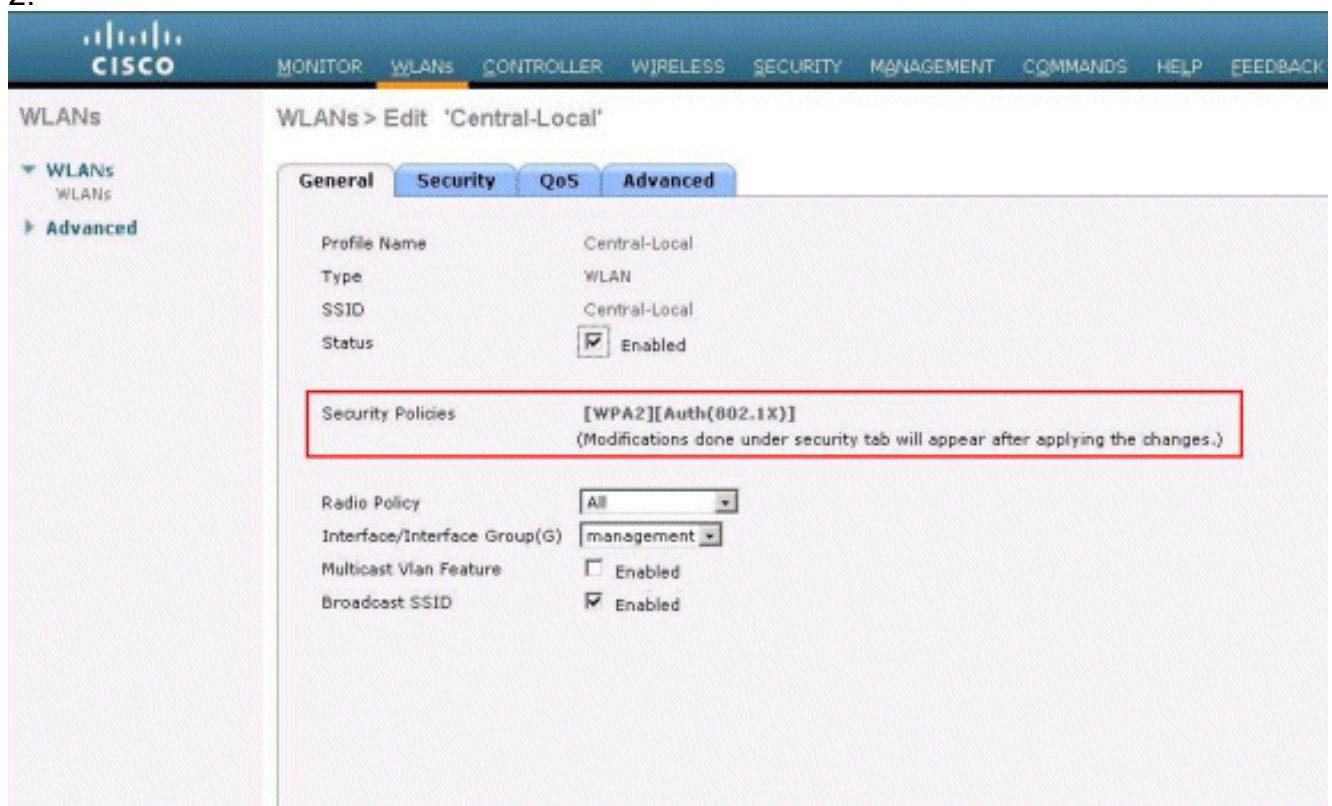 2.
CISCO
MONITOR WLANs CONTROLLER WIRELESS SECURITY MANAGEMENT COMMANDS HELP FEEDBACK
WLANs
WLANs > Edit 'Central-Local'
WLANs
WLANs
Advanced
General Security QoS Advanced
Profile Name Central-Local
Type WLAN
SSID Central-Local
Status Enabled
Security Policies [WPA2][Auth(802.1X)]
(Modifications done under security tab will appear after applying the changes.)
Radio Policy All
Interface/Interface Group(G) management
Multicast Vlan Feature Enabled
Broadcast SSID Enabled